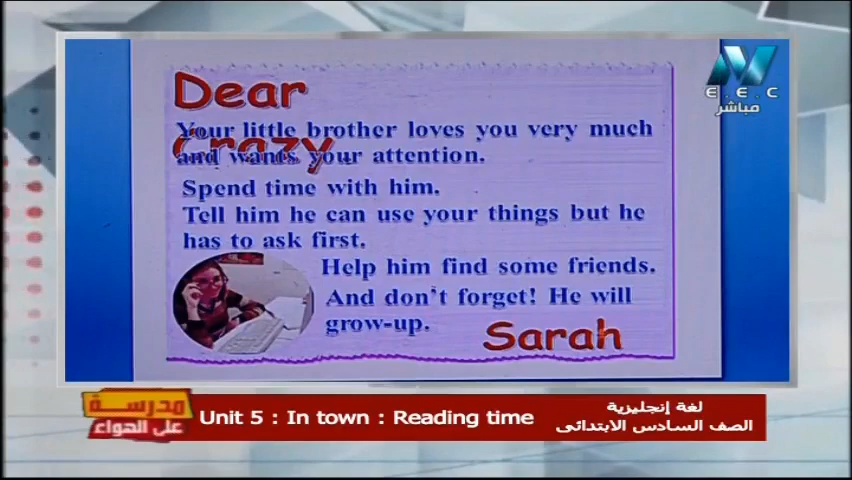 E.E.C
مباشر
Dear
Crazy,
Your little brother loves you very much
and wants your attention.
Spend time with him.
Tell him he can use your things but he
has to ask first.
Help him find some friends.
And don't forget! He will
grow-up.
Sarah
مدرسة
على الهواء
Unit 5 : In town : Reading time
لغة إنجليزية
الصف السادس الابتدائى